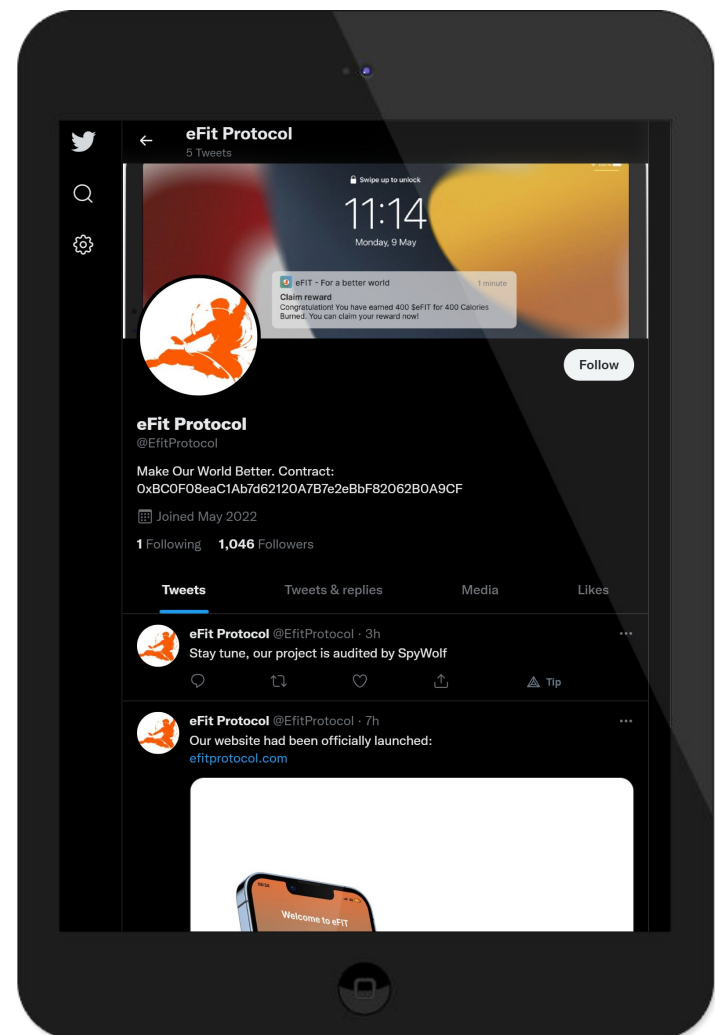 eFit Protocol
5 Tweets
Swipe up to unlock
11:14
Monday, 9 May
eFIT - For a better world
1 minute
Claim reward
Congratulation! You have earned 400 $eFIT for 400 Calories
Burned. You can claim your reward now!
Follow
eFit Protocol
@EfitProtocol
Make Our World Better. Contract:
0xBC0F08eaC1Ab7d62120A7B7e2eBbF82062B0A9CF
Joined May 2022
1 Following 1,046 Followers
Tweets Tweets & replies Media Likes
eFit Protocol @EfitProtocol · 3h
Stay tune, our project is audited by SpyWolf
Tip
eFit Protocol @EfitProtocol · 7h
Our website had been officially launched:
efitprotocol.com
Welcome to eFIT